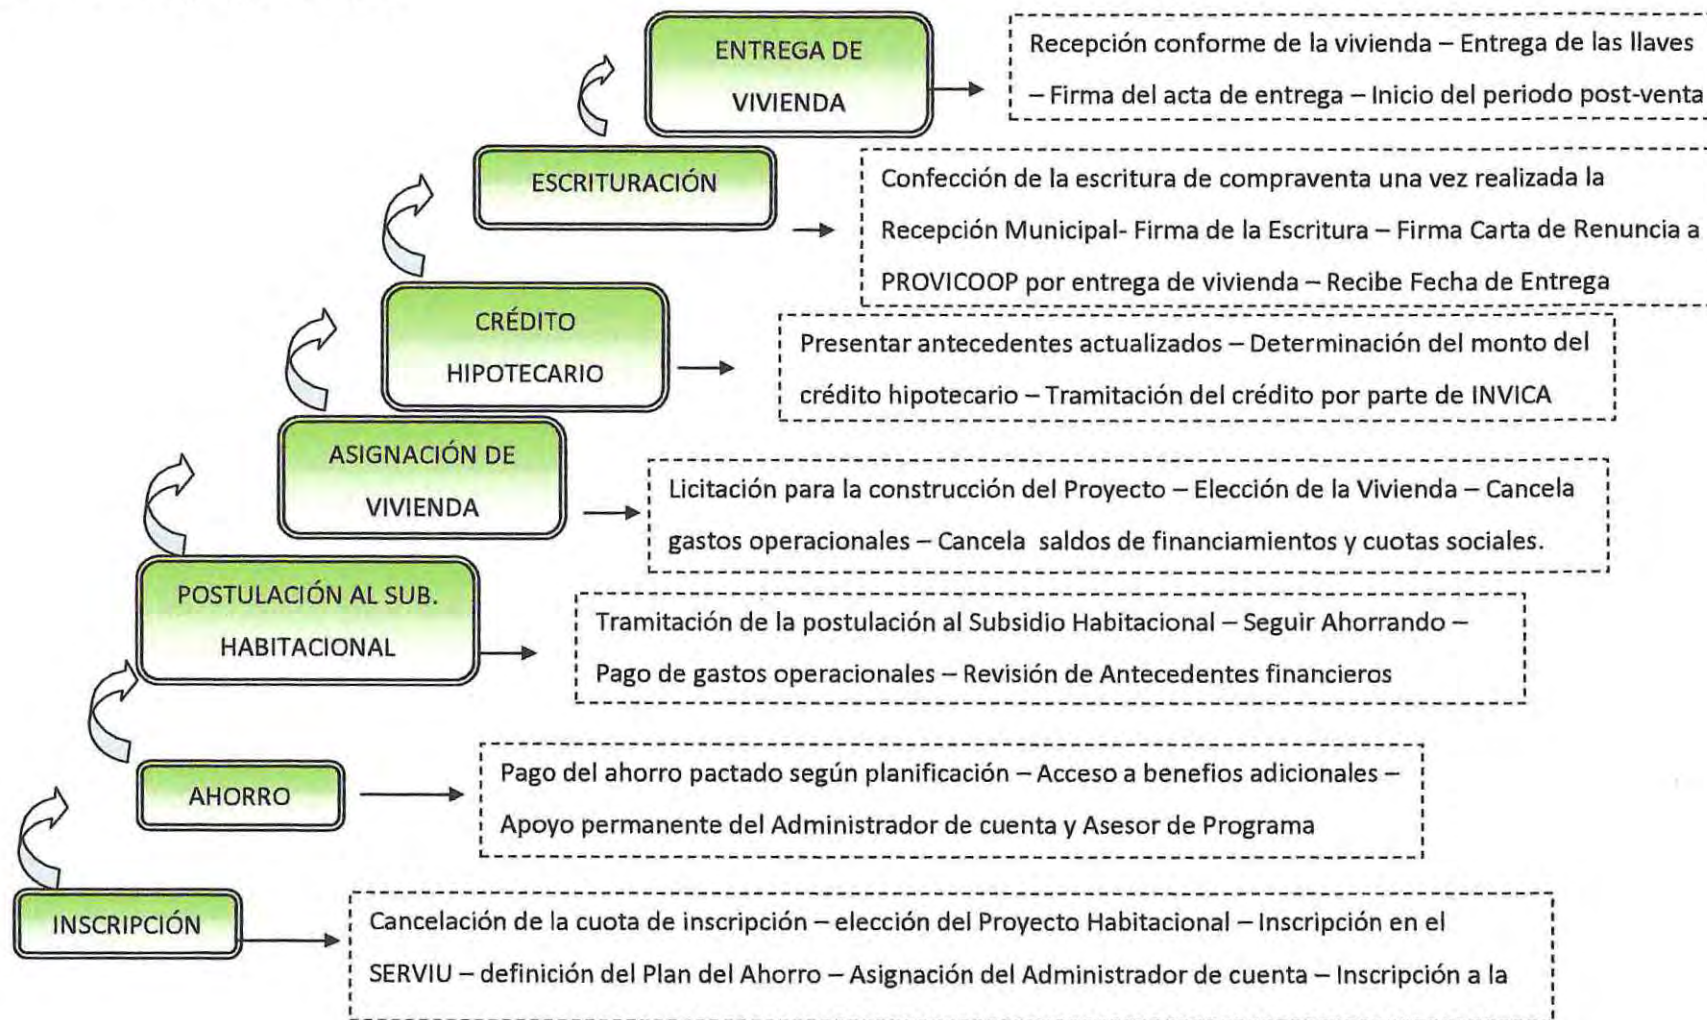 ENTREGA DE
VIVIENDA
Recepción conforme de la vivienda – Entrega de las llaves
– Firma del acta de entrega – Inicio del periodo post-venta
ESCRITURACIÓN
Confección de la escritura de compraventa una vez realizada la
Recepción Municipal- Firma de la Escritura – Firma Carta de Renuncia a
PROVICOOP por entrega de vivienda – Recibe Fecha de Entrega
CRÉDITO
HIPOTECARIO
Presentar antecedentes actualizados – Determinación del monto del
crédito hipotecario – Tramitación del crédito por parte de INVICA
ASIGNACIÓN DE
VIVIENDA
Licitación para la construcción del Proyecto – Elección de la Vivienda – Cancela
gastos operacionales – Cancela saldos de financiamientos y cuotas sociales.
POSTULACIÓN AL SUB.
HABITACIONAL
Tramitación de la postulación al Subsidio Habitacional – Seguir Ahorrando –
Pago de gastos operacionales – Revisión de Antecedentes financieros
AHORRO
Pago del ahorro pactado según planificación – Acceso a benefios adicionales –
Apoyo permanente del Administrador de cuenta y Asesor de Programa
INSCRIPCIÓN
Cancelación de la cuota de inscripción – elección del Proyecto Habitacional – Inscripción en el
SERVIU – definición del Plan del Ahorro – Asignación del Administrador de cuenta – Inscripción a la